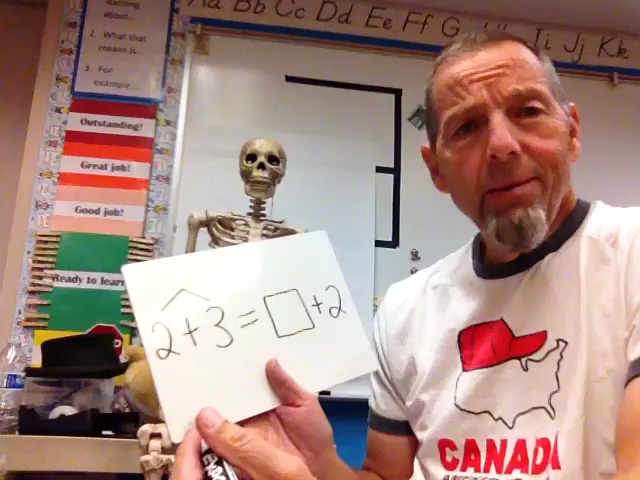 Aa Bb Cc Dd Ee Ff G Ii Jj Kk
about...
2. What that
means is...
3. For
example...
Outstanding!
Great job!
Good job!
Ready to learn
2+3=□+2
CANADA